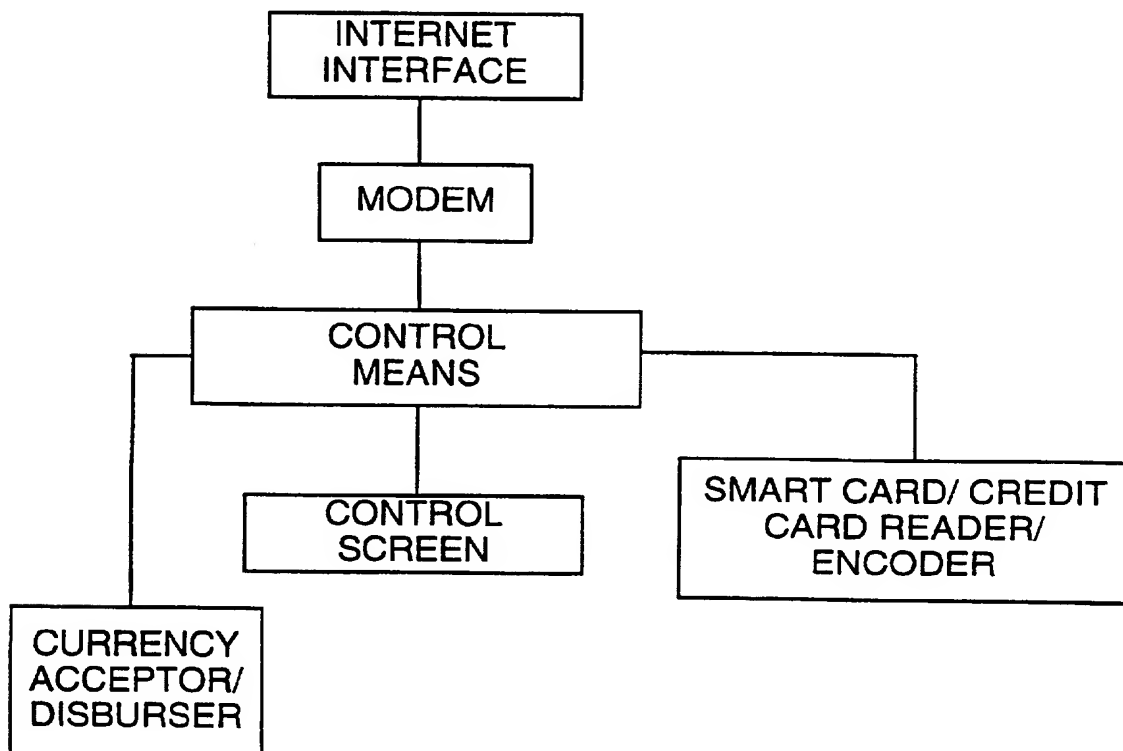 INTERNET
INTERFACE
MODEM
CONTROL
MEANS
CONTROL
SCREEN
SMART CARD/ CREDIT
CARD READER/
ENCODER
CURRENCY
ACCEPTOR/
DISBURSER